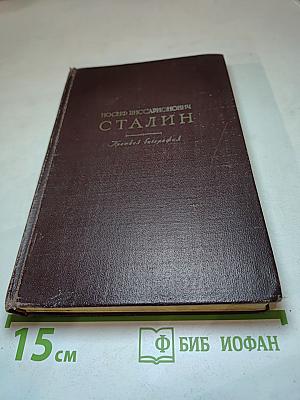 ИОСИФ ВИССАРИОНОВИЧ
СТАЛИН
Краткая биография
15 см
Ф БИБ ИОФАН